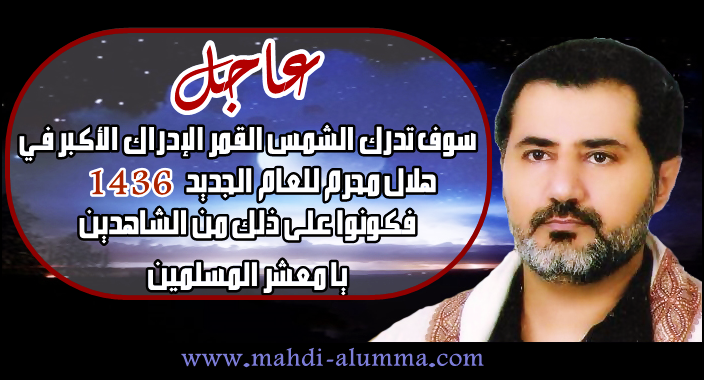 عاجل
سوف تدرك الشمس القمر الإدراك الأكبر في
هلال محرم للعام الجديد 1436
فكونوا على ذلك من الشاهدين
يا معشر المسلمين
www.mahdi-alumma.com